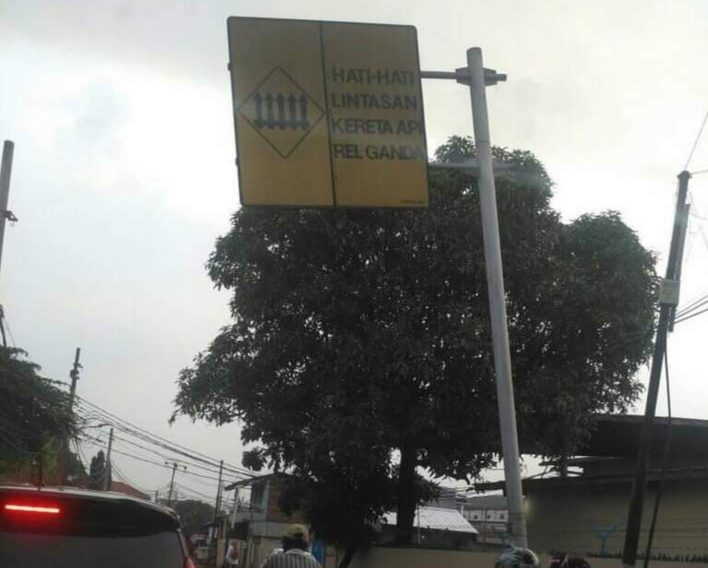 HATI-HATI
LINTASAN
KERETA API
REL GANDA